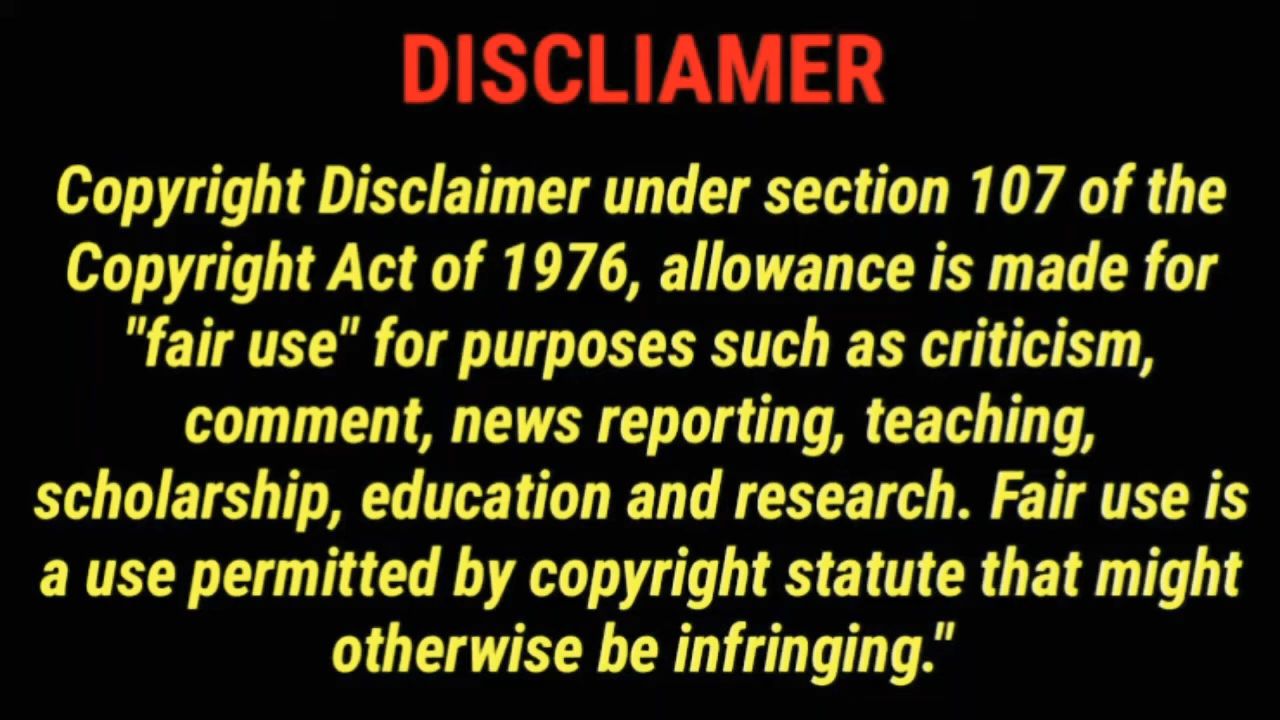 DISCLIAMER
Copyright Disclaimer under section 107 of the
Copyright Act of 1976, allowance is made for
"fair use" for purposes such as criticism,
comment, news reporting, teaching,
scholarship, education and research. Fair use is
a use permitted by copyright statute that might
otherwise be infringing."